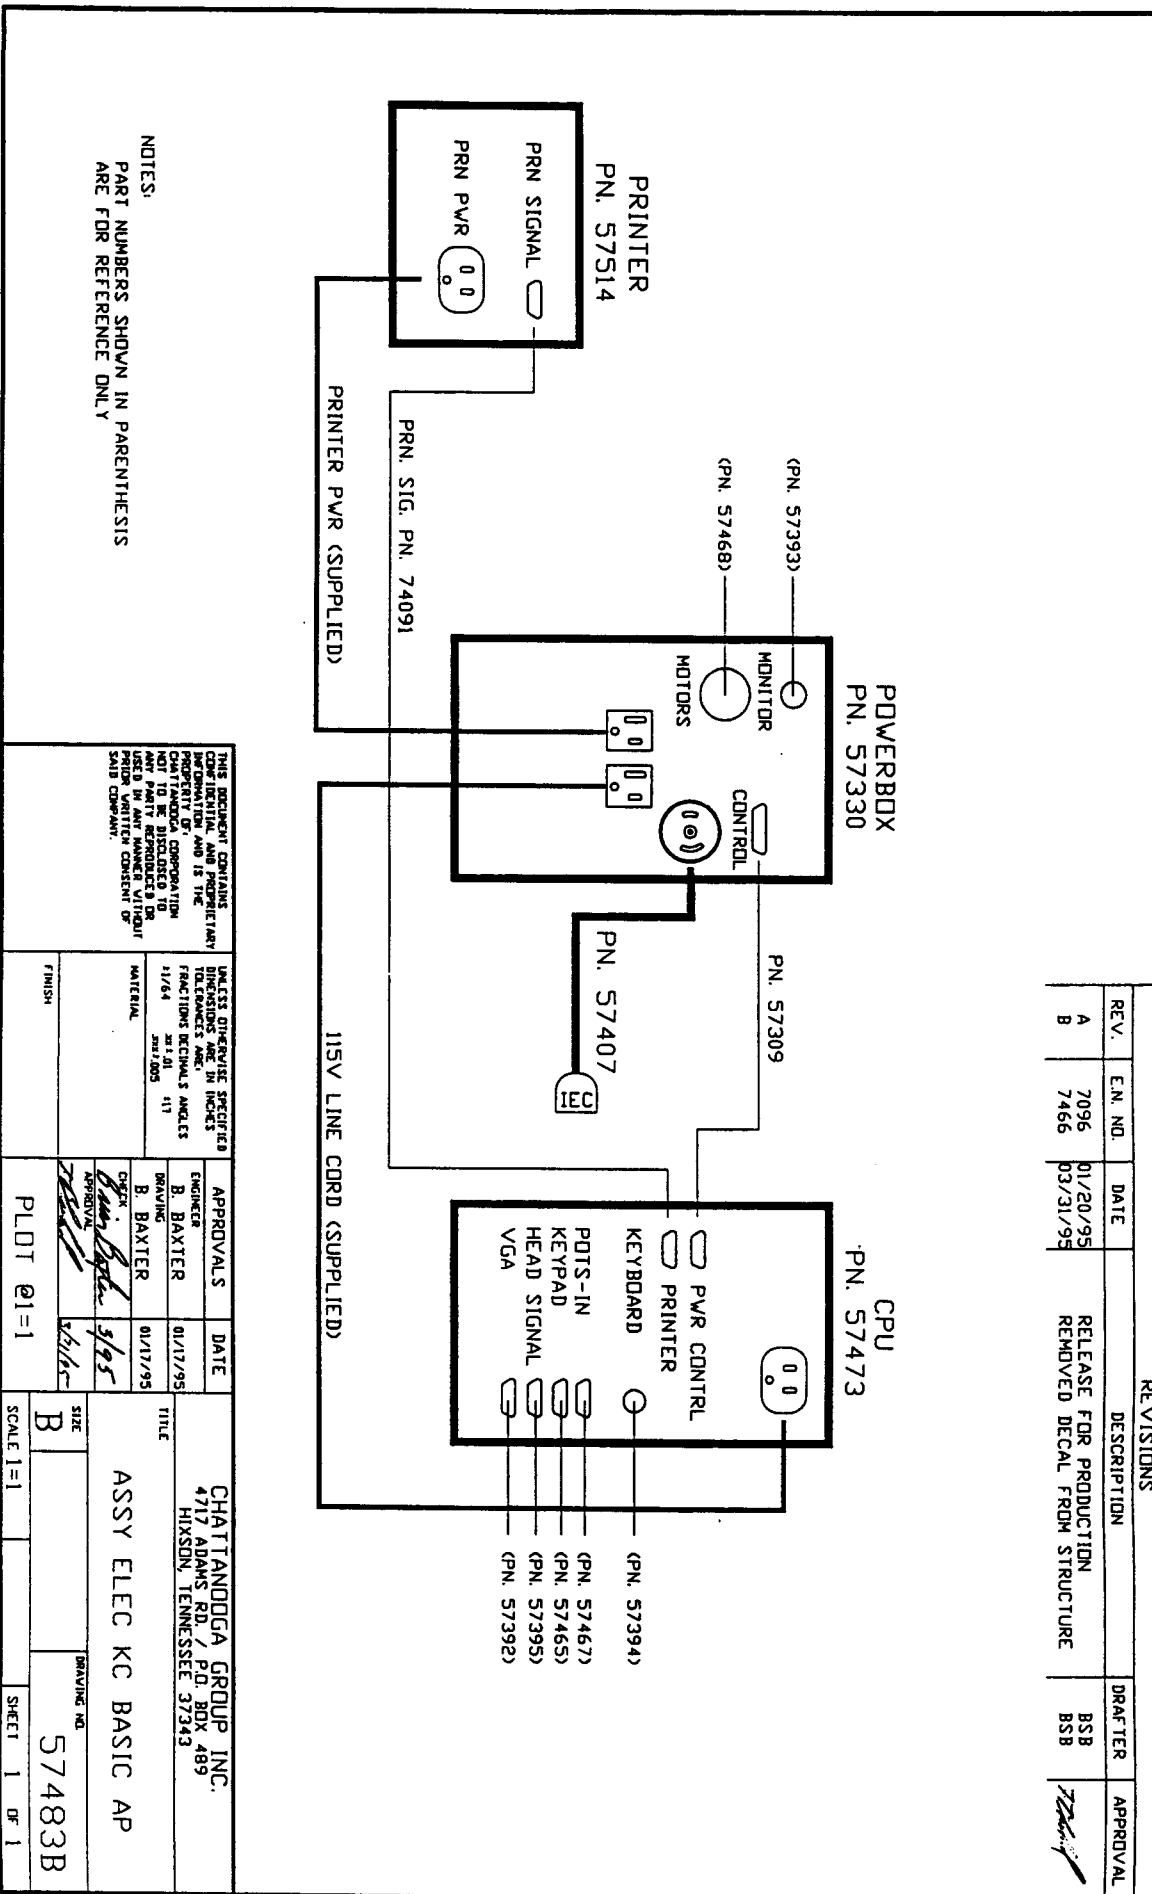 REVISIONS
REV. E.N. NO. DATE DESCRIPTION DRAFTER APPROVAL
A 7096 01/20/95 RELEASE FOR PRODUCTION BSB
B 7466 03/31/95 REMOVED DECAL FROM STRUCTURE BSB
PRINTER
PN. 57514
PRN SIGNAL
PRN PWR
POWERBOX
PN. 57330
(PN. 57393)
(PN. 57468)
MONITOR
MOTORS
CONTROL
PN. 57309
PN. 57407
IEC
CPU
PN. 57473
PWR CONTRL
PRINTER
KEYBOARD
POTS-IN
KEYPAD
HEAD SIGNAL
VGA
(PN. 57394)
(PN. 57467)
(PN. 57465)
(PN. 57395)
(PN. 57392)
PRN. SIG. PN. 74091
PRINTER PWR (SUPPLIED)
115V LINE CORD (SUPPLIED)
NOTES:
PART NUMBERS SHOWN IN PARENTHESIS
ARE FOR REFERENCE ONLY
THIS DOCUMENT CONTAINS
CONFIDENTIAL AND PROPRIETARY
INFORMATION AND IS THE
PROPERTY OF:
CHATTANOOGA CORPORATION
NOT TO BE DISCLOSED TO
ANY PARTY REPRODUCED OR
USED IN ANY MANNER WITHOUT
PRIOR WRITTEN CONSENT OF
SAID COMPANY.
UNLESS OTHERWISE SPECIFIED
DIMENSIONS ARE IN INCHES
TOLERANCES ARE:
FRACTIONS DECIMALS ANGLES
±1/64 .XX ±.01 ±1°
.XXX ±.005
MATERIAL
FINISH
APPROVALS DATE
ENGINEER
B. BAXTER 01/17/95
DRAWING
B. BAXTER 01/17/95
CHECK
3/95
APPROVAL
PLOT @1=1
CHATTANOOGA GROUP INC.
4717 ADAMS RD. / P.O. BOX 489
HIXSON, TENNESSEE 37343
TITLE
ASSY ELEC KC BASIC AP
SIZE
B
DRAWING NO.
57483B
SCALE 1=1
SHEET 1 OF 1